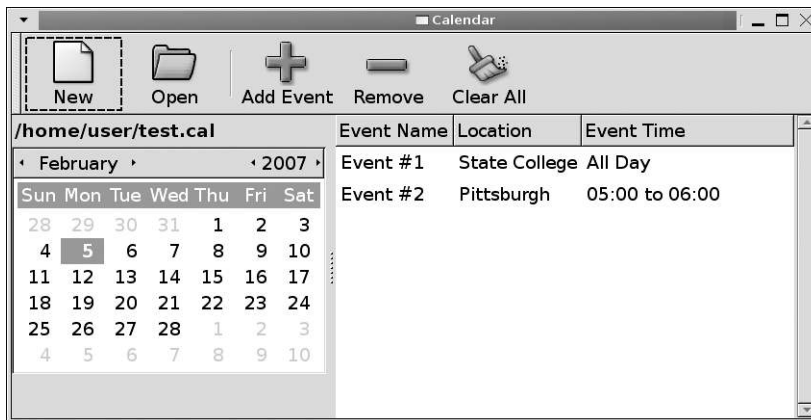 Calendar
New Open Add Event Remove Clear All
/home/user/test.cal
February 2007
Sun Mon Tue Wed Thu Fri Sat
28 29 30 31 1 2 3
4 5 6 7 8 9 10
11 12 13 14 15 16 17
18 19 20 21 22 23 24
25 26 27 28 1 2 3
4 5 6 7 8 9 10
Event Name Location Event Time
Event #1 State College All Day
Event #2 Pittsburgh 05:00 to 06:00